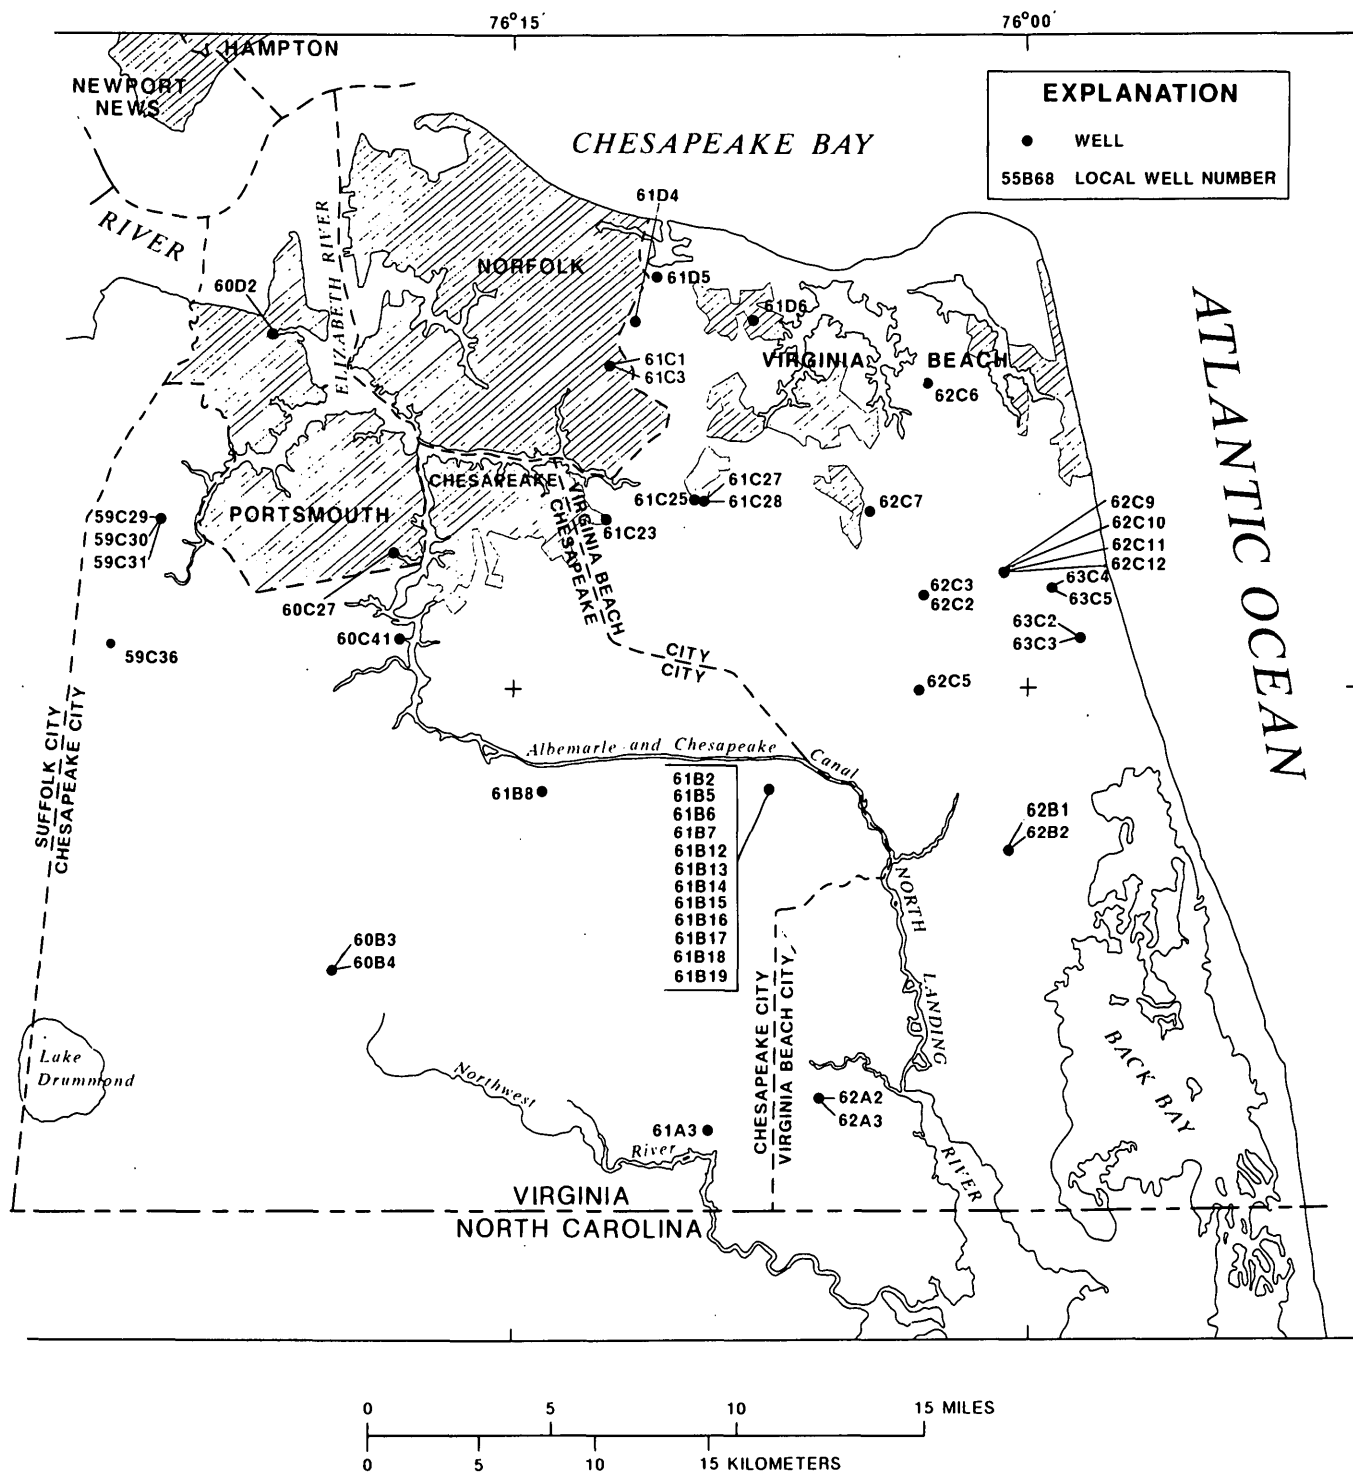 76°15'
76°00'
HAMPTON
NEWPORT
NEWS
EXPLANATION
WELL
55B68 LOCAL WELL NUMBER
CHESAPEAKE BAY
RIVER
ELIZABETH RIVER
61D4
NORFOLK
61D5
60D2
61D6
61C1
61C3
VIRGINIA BEACH
62C6
ATLANTIC OCEAN
CHESAPEAKE
61C25
61C27
61C28
62C7
62C9
62C10
62C11
62C12
PORTSMOUTH
59C29
59C30
59C31
61C23
VIRGINIA BEACH
CHESAPEAKE
CITY
CITY
60C27
62C3
62C2
63C4
63C5
63C2
63C3
60C41
59C36
62C5
SUFFOLK CITY
CHESAPEAKE CITY
Albemarle and Chesapeake Canal
61B8
61B2
61B5
61B6
61B7
61B12
61B13
61B14
61B15
61B16
61B17
61B18
61B19
62B1
62B2
NORTH LANDING RIVER
60B3
60B4
CHESAPEAKE CITY
VIRGINIA BEACH CITY
BACK BAY
Lake
Drummond
Northwest River
62A2
62A3
61A3
VIRGINIA
NORTH CAROLINA
0 5 10 15 MILES
0 5 10 15 KILOMETERS